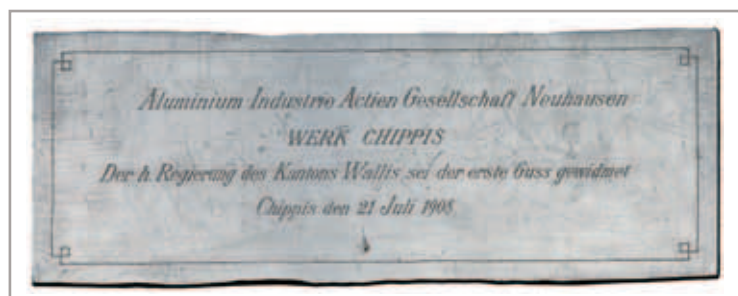 Aluminium Industrie Actien Gesellschaft Neuhausen
WERK CHIPPIS
Der h. Regierung des Kantons Wallis sei der erste Guss gewidmet
Chippis den 21 Juli 1908